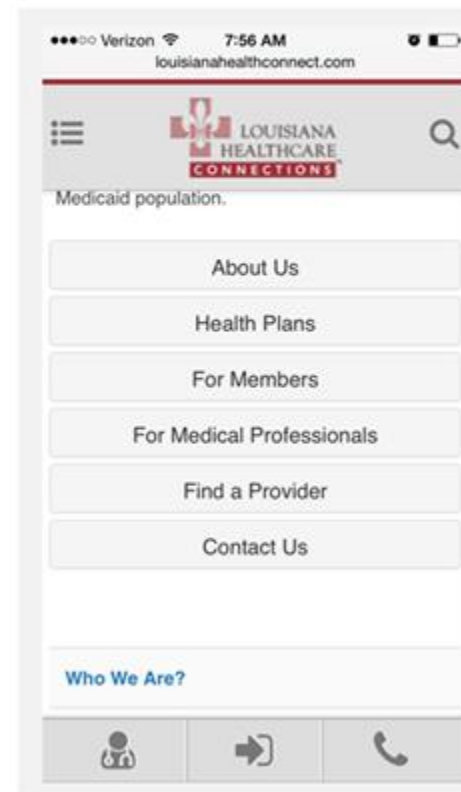 Verizon 7:56 AM
louisianahealthconnect.com
LOUISIANA
HEALTHCARE
CONNECTIONS
Medicaid population.
About Us
Health Plans
For Members
For Medical Professionals
Find a Provider
Contact Us
Who We Are?